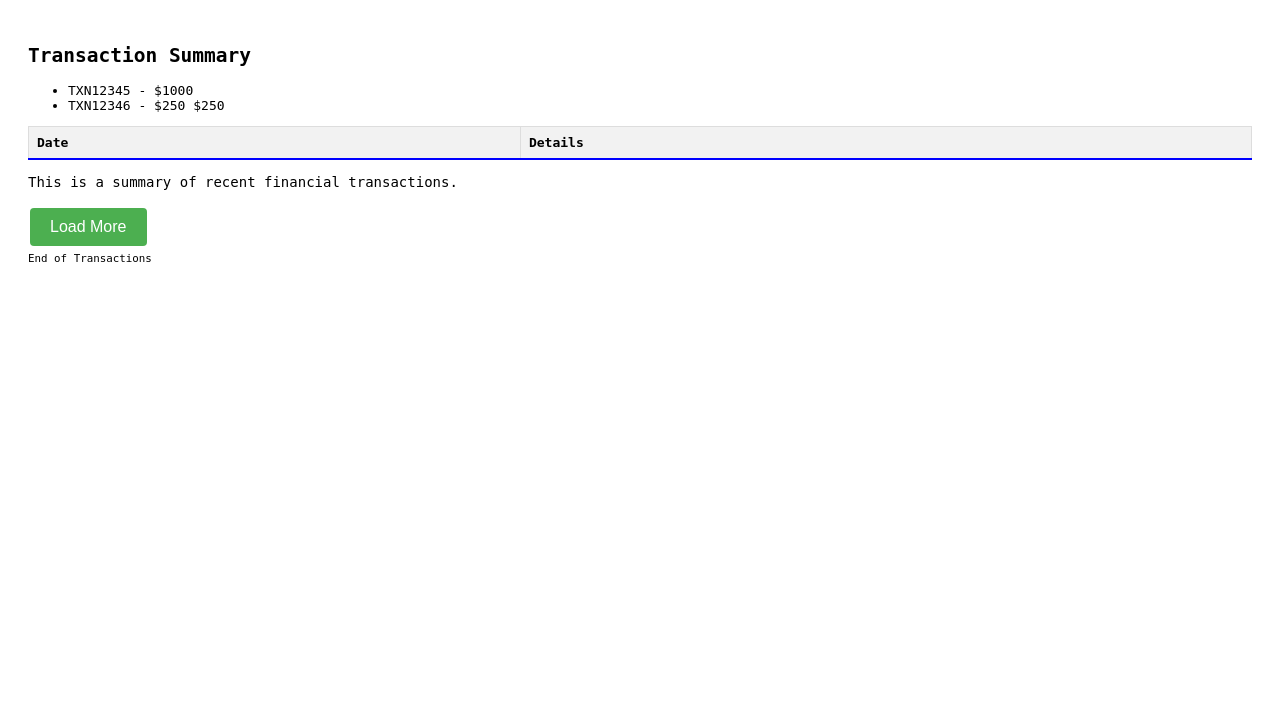 Transaction Summary
TXN12345 - $1000
TXN12346 - $250 $250
Date Details
This is a summary of recent financial transactions.
Load More
End of Transactions